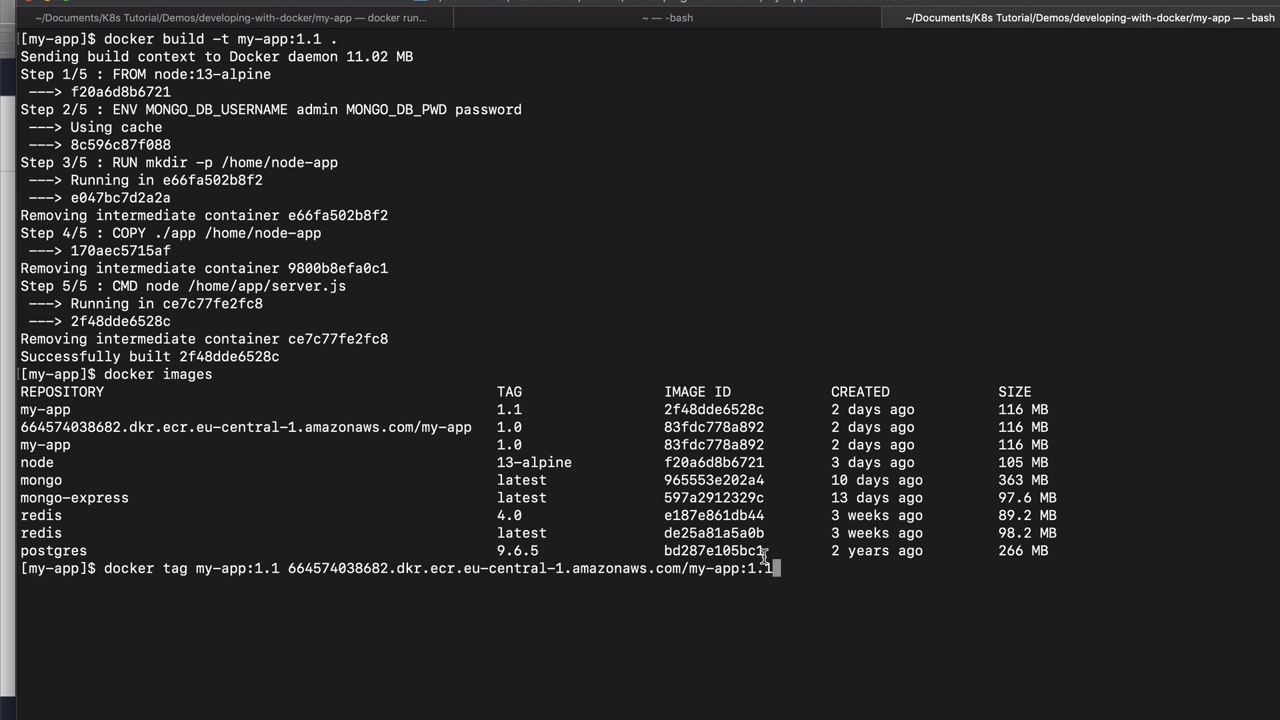 ~/Documents/K8s Tutorial/Demos/developing-with-docker/my-app — docker run...
~ — -bash
~/Documents/K8s Tutorial/Demos/developing-with-docker/my-app — -bash
[my-app]$ docker build -t my-app:1.1 .
Sending build context to Docker daemon 11.02 MB
Step 1/5 : FROM node:13-alpine
---> f20a6d8b6721
Step 2/5 : ENV MONGO_DB_USERNAME admin MONGO_DB_PWD password
---> Using cache
---> 8c596c87f088
Step 3/5 : RUN mkdir -p /home/node-app
---> Running in e66fa502b8f2
---> e047bc7d2a2a
Removing intermediate container e66fa502b8f2
Step 4/5 : COPY ./app /home/node-app
---> 170aec5715af
Removing intermediate container 9800b8efa0c1
Step 5/5 : CMD node /home/app/server.js
---> Running in ce7c77fe2fc8
---> 2f48dde6528c
Removing intermediate container ce7c77fe2fc8
Successfully built 2f48dde6528c
[my-app]$ docker images
REPOSITORY TAG IMAGE ID CREATED SIZE
my-app 1.1 2f48dde6528c 2 days ago 116 MB
664574038682.dkr.ecr.eu-central-1.amazonaws.com/my-app 1.0 83fdc778a892 2 days ago 116 MB
my-app 1.0 83fdc778a892 2 days ago 116 MB
node 13-alpine f20a6d8b6721 3 days ago 105 MB
mongo latest 965553e202a4 10 days ago 363 MB
mongo-express latest 597a2912329c 13 days ago 97.6 MB
redis 4.0 e187e861db44 3 weeks ago 89.2 MB
redis latest de25a81a5a0b 3 weeks ago 98.2 MB
postgres 9.6.5 bd287e105bc1 2 years ago 266 MB
[my-app]$ docker tag my-app:1.1 664574038682.dkr.ecr.eu-central-1.amazonaws.com/my-app:1.1